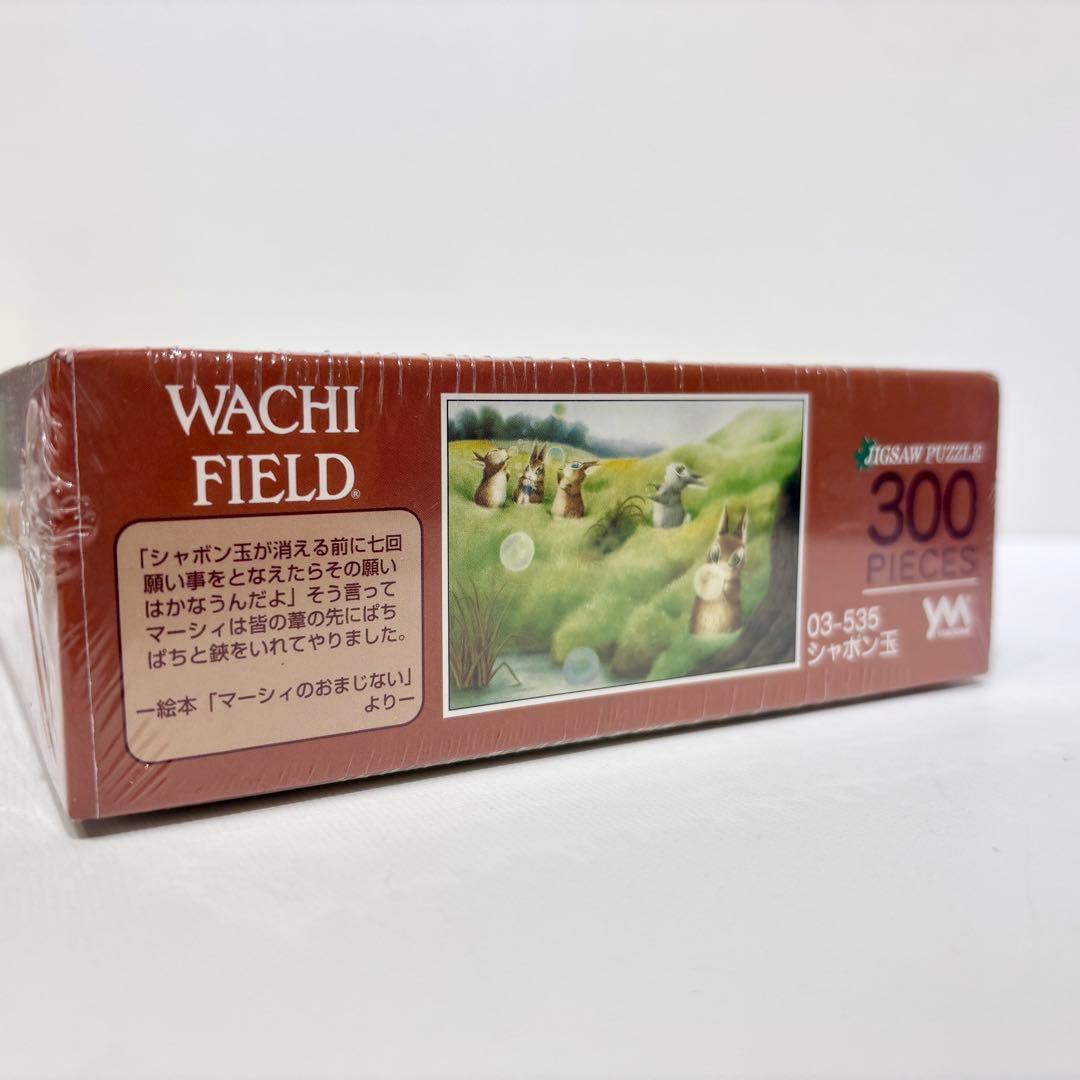 WACHI
FIELD®
「シャボン玉が消える前に七回
願い事をとなえたらその願い
はかなうんだよ」そう言って
マーシィは皆の葦の先にぱち
ぱちと鋏をいれてやりました。
ー絵本「マーシィのおまじない」
よりー
JIGSAW PUZZLE
300
PIECES
03-535
シャボン玉
YM